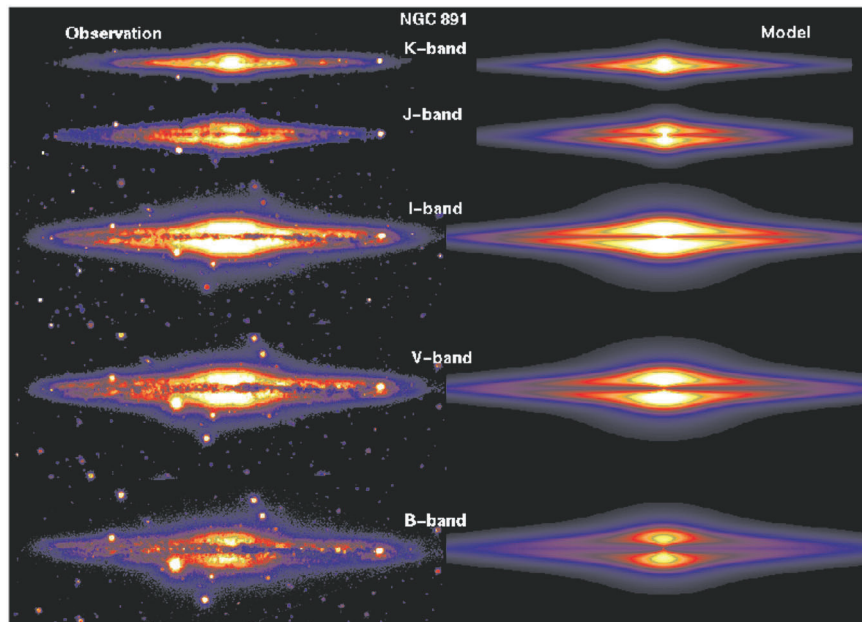 NGC 891
Observation
Model
K-band
J-band
I-band
V-band
B-band